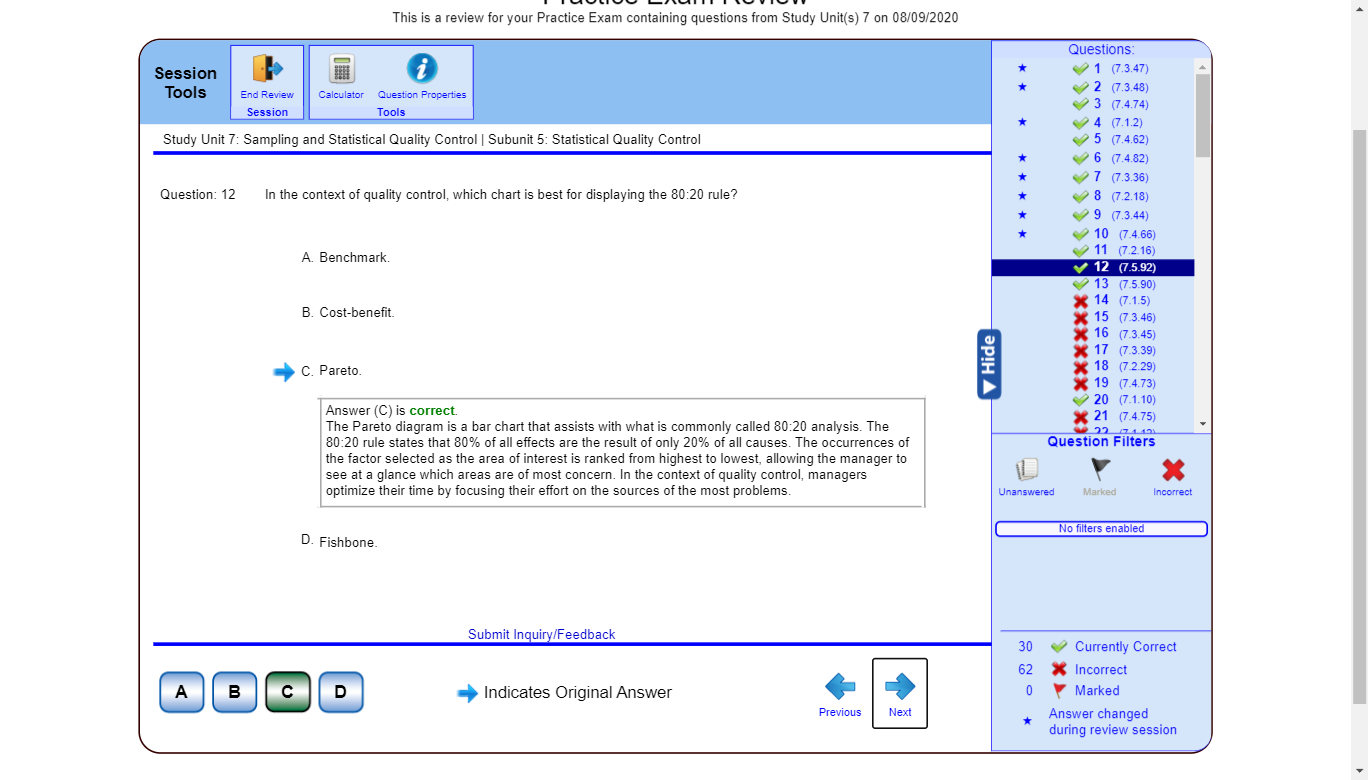 Practice Exam Review
This is a review for your Practice Exam containing questions from Study Unit(s) 7 on 08/09/2020
Session Tools
End Review
Session
Calculator
Question Properties
Tools
Study Unit 7: Sampling and Statistical Quality Control | Subunit 5: Statistical Quality Control
Question: 12 In the context of quality control, which chart is best for displaying the 80:20 rule?
A. Benchmark.
B. Cost-benefit.
C. Pareto.
Answer (C) is correct.
The Pareto diagram is a bar chart that assists with what is commonly called 80:20 analysis. The
80:20 rule states that 80% of all effects are the result of only 20% of all causes. The occurrences of
the factor selected as the area of interest is ranked from highest to lowest, allowing the manager to
see at a glance which areas are of most concern. In the context of quality control, managers
optimize their time by focusing their effort on the sources of the most problems.
D. Fishbone.
Submit Inquiry/Feedback
A B C D
Indicates Original Answer
Previous
Next
Hide
Questions:
1 (7.3.47)
2 (7.3.48)
3 (7.4.74)
4 (7.1.2)
5 (7.4.62)
6 (7.4.82)
7 (7.3.36)
8 (7.2.18)
9 (7.3.44)
10 (7.4.66)
11 (7.2.16)
12 (7.5.92)
13 (7.5.90)
14 (7.1.5)
15 (7.3.46)
16 (7.3.45)
17 (7.3.39)
18 (7.2.29)
19 (7.4.73)
20 (7.1.10)
21 (7.4.75)
Question Filters
Unanswered
Marked
Incorrect
No filters enabled
30 Currently Correct
62 Incorrect
0 Marked
Answer changed
during review session